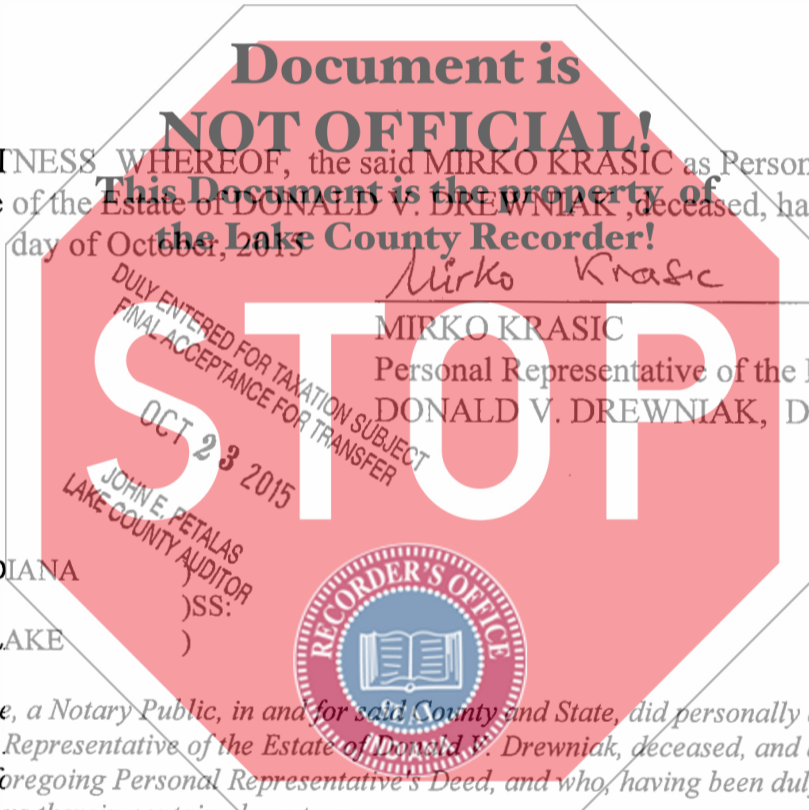 Document is
NOT OFFICIAL!
TNESS WHEREOF, the said MIRKO KRASIC as Person
This Document is the property of
e of the Estate of DONALD V. DREWNIAK ,deceased, ha
the Lake County Recorder!
day of October, 2015
Mirko Krasic
MIRKO KRASIC
Personal Representative of the
DONALD V. DREWNIAK, D
DULY ENTERED FOR TAXATION SUBJECT
FINAL ACCEPTANCE FOR TRANSFER
OCT 23 2015
JOHN E. PETALAS
LAKE COUNTY AUDITOR
STOP
DIANA )
)SS:
LAKE )
RECORDER'S OFFICE
e, a Notary Public, in and for said County and State, did personally
Representative of the Estate of Donald V. Drewniak, deceased, and
foregoing Personal Representative's Deed, and who, having been dul